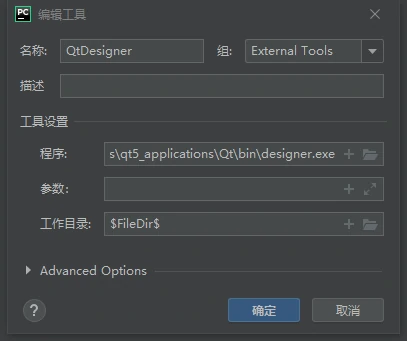 PC 编辑工具
名称: QtDesigner 组: External Tools
描述
工具设置
程序: s\qt5_applications\Qt\bin\designer.exe
参数:
工作目录: $FileDir$
Advanced Options
? 确定 取消